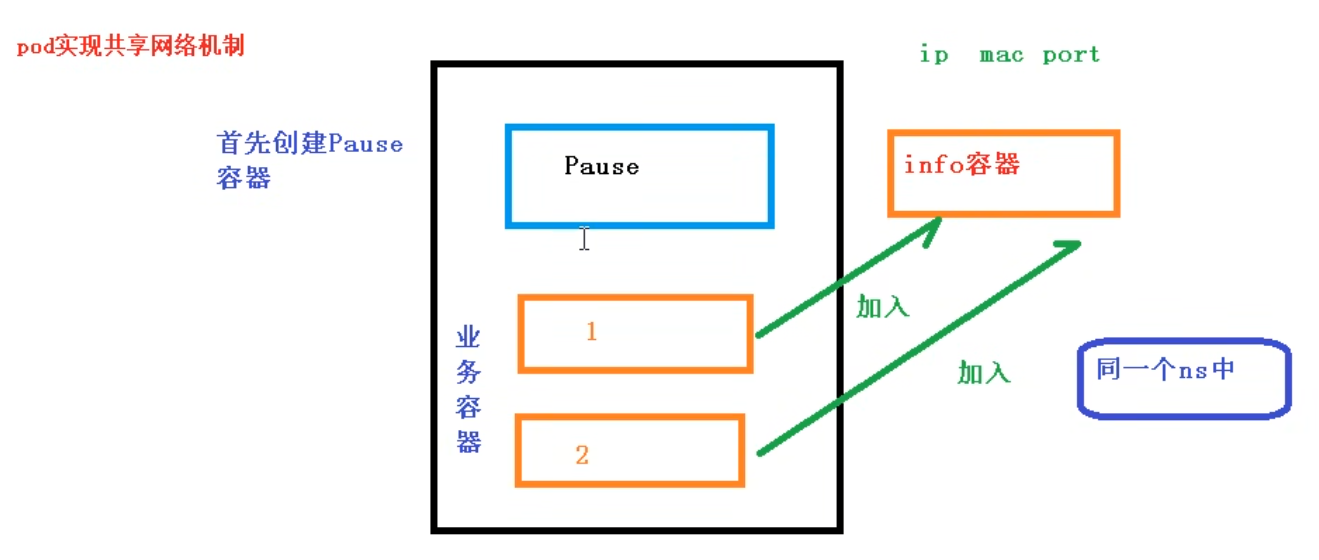 pod实现共享网络机制
ip mac port
首先创建Pause
容器
Pause
info容器
业
务
容
器
1
加入
2
加入
同一个ns中